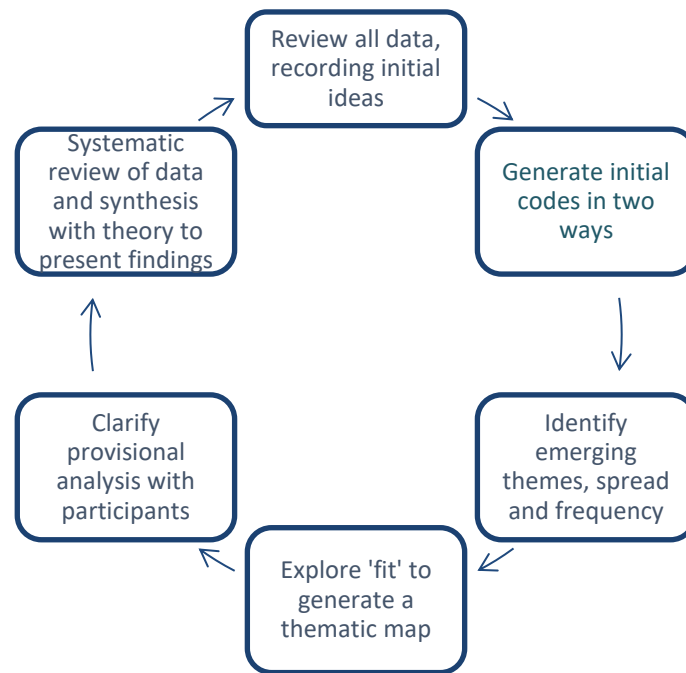 Review all data,
recording initial
ideas
Generate initial
codes in two
ways
Identify
emerging
themes, spread
and frequency
Explore 'fit' to
generate a
thematic map
Clarify
provisional
analysis with
participants
Systematic
review of data
and synthesis
with theory to
present findings